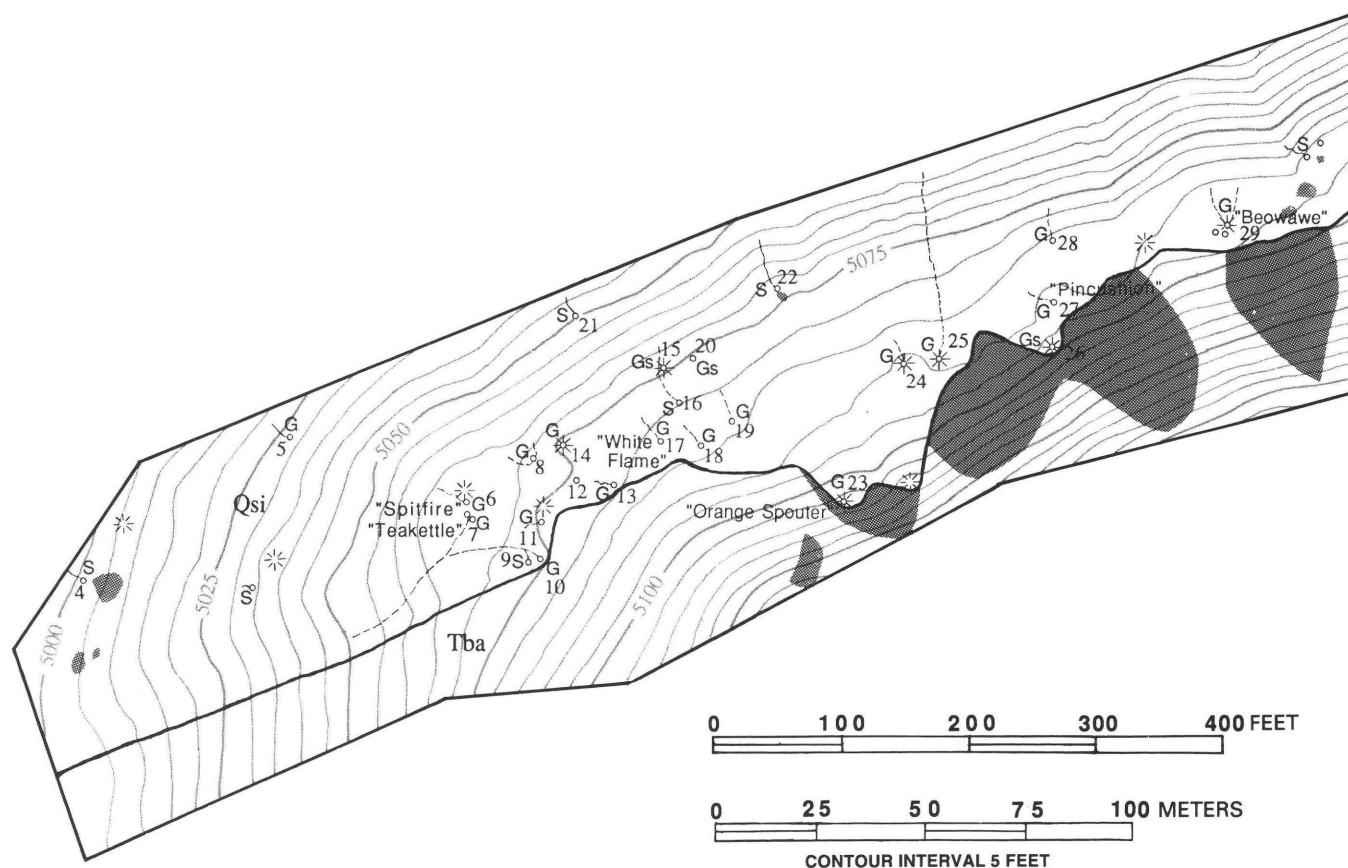 S
"Beowawe"
G
29
G
28
5075
22
S
"Pincushion"
27
G
S
21
15
20
Gs
Gs
G
25
Gs
26
G
24
16
S
G
19
G
5
5050
"White
Flame"
G
17
G
18
G
14
G
8
12
13
G
G 23
"Orange Spouter"
Qsi
"Spitfire"
G 6
"Teakettle"
G
7
G
11
9 S
G
10
S
4
5025
S
5000
5100
Tba
0 100 200 300 400 FEET
0 25 50 75 100 METERS
CONTOUR INTERVAL 5 FEET